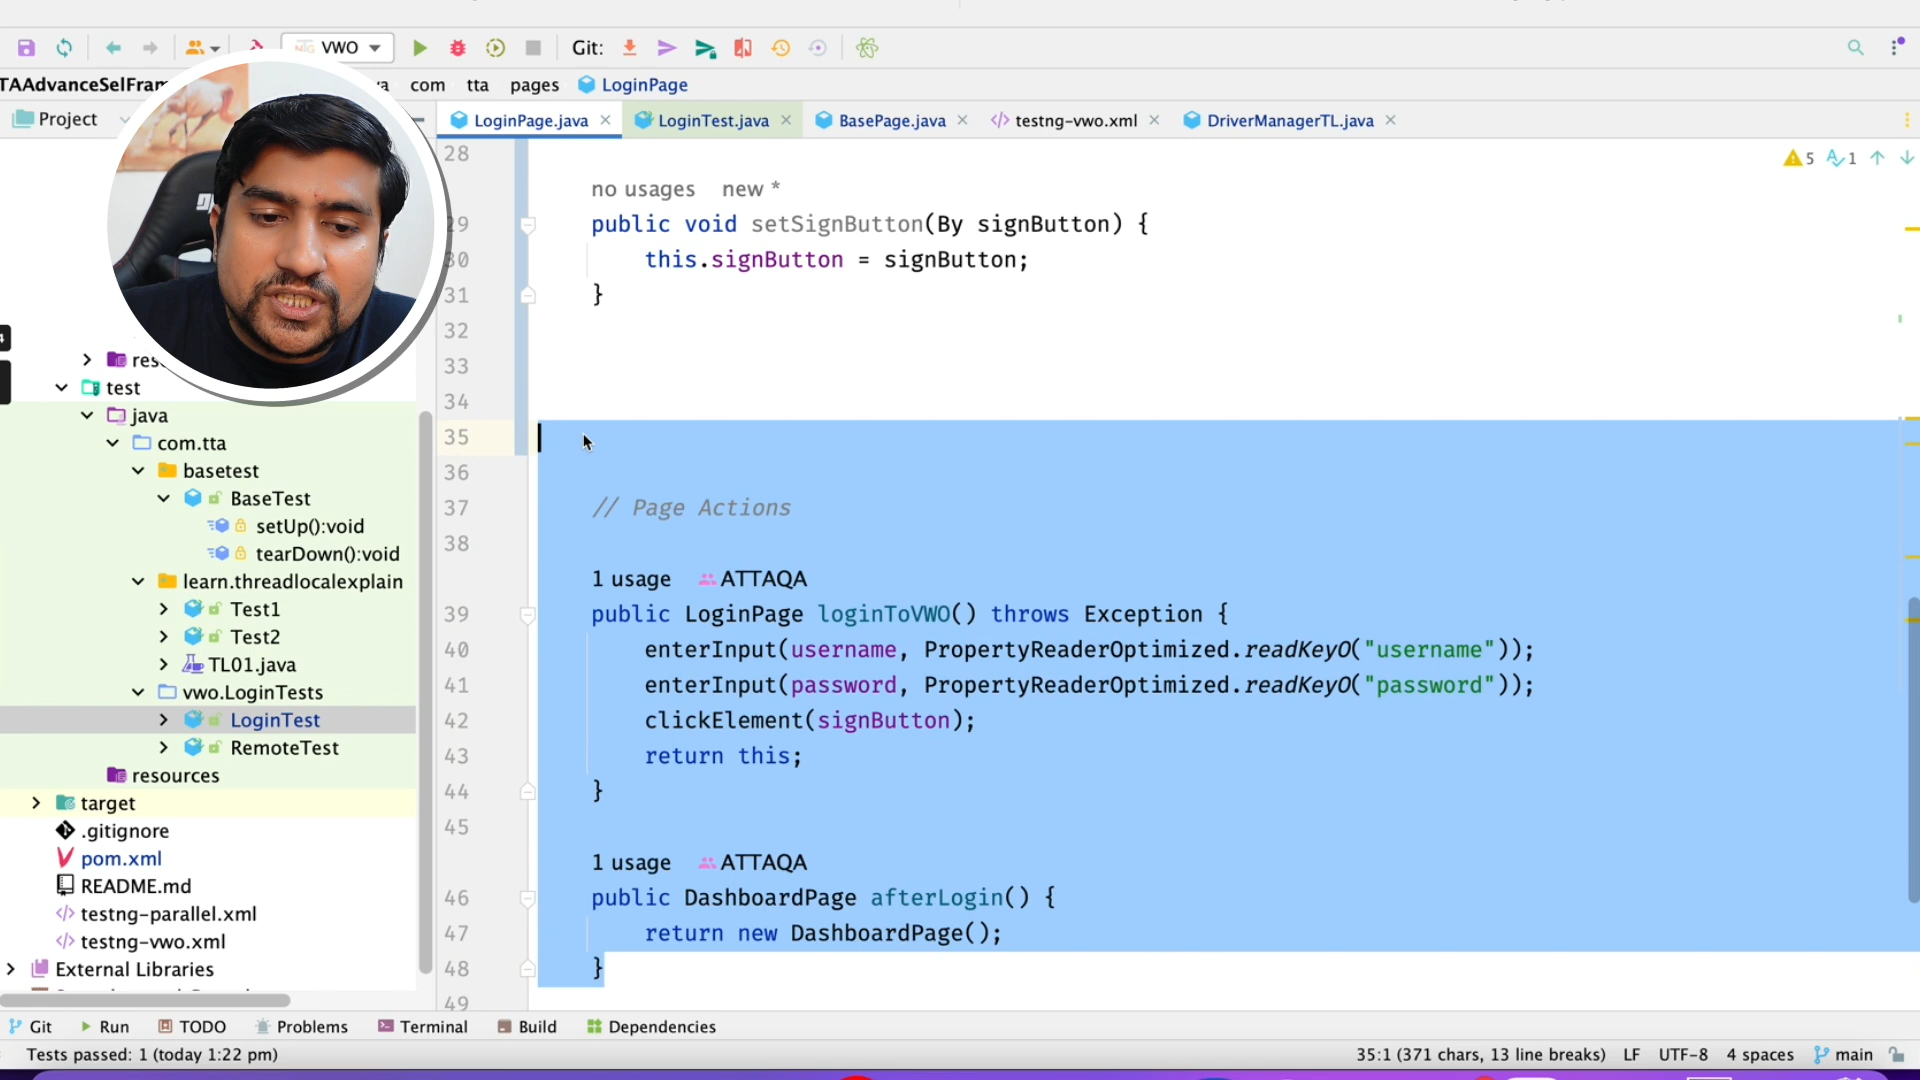 VWO
Git:
TAAdvanceSelFram
com
tta
pages
LoginPage
Project
LoginPage.java
LoginTest.java
BasePage.java
testng-vwo.xml
DriverManagerTL.java
5
1
28
no usages new *
29 public void setSignButton(By signButton) {
30 this.signButton = signButton;
31 }
32
33
34
35
36
37 // Page Actions
38
1 usage ATTAQA
39 public LoginPage loginToVWO() throws Exception {
40 enterInput(username, PropertyReaderOptimized.readKeyO("username"));
41 enterInput(password, PropertyReaderOptimized.readKeyO("password"));
42 clickElement(signButton);
43 return this;
44 }
45
1 usage ATTAQA
46 public DashboardPage afterLogin() {
47 return new DashboardPage();
48 }
49
test
java
com.tta
basetest
BaseTest
setUp():void
tearDown():void
learn.threadlocalexplain
Test1
Test2
TL01.java
vwo.LoginTests
LoginTest
RemoteTest
resources
target
.gitignore
pom.xml
README.md
testng-parallel.xml
testng-vwo.xml
External Libraries
Git
Run
TODO
Problems
Terminal
Build
Dependencies
Tests passed: 1 (today 1:22 pm)
35:1 (371 chars, 13 line breaks)
LF
UTF-8
4 spaces
main